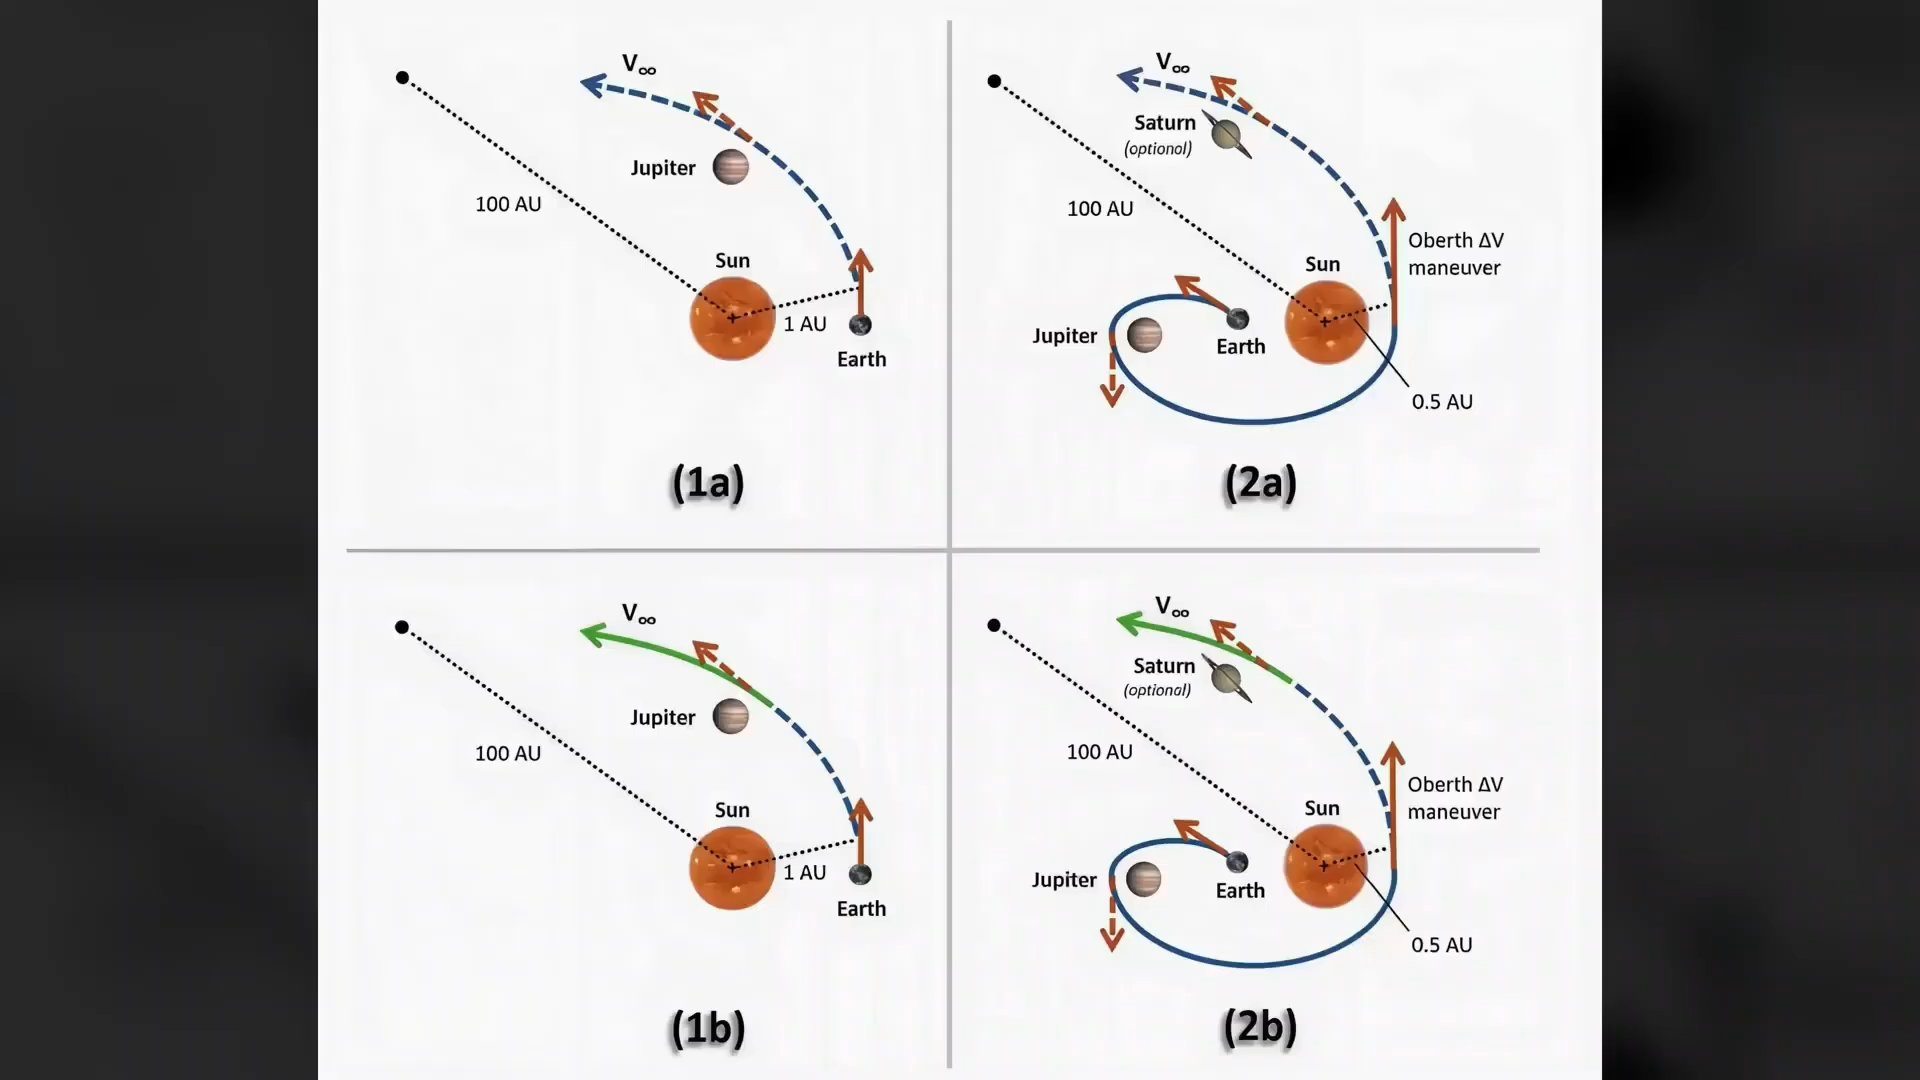 V∞
Jupiter
100 AU
Sun
1 AU
Earth
(1a)
V∞
Saturn
(optional)
100 AU
Oberth ΔV
maneuver
Sun
Jupiter
Earth
0.5 AU
(2a)
V∞
Jupiter
100 AU
Sun
1 AU
Earth
(1b)
V∞
Saturn
(optional)
100 AU
Oberth ΔV
maneuver
Sun
Jupiter
Earth
0.5 AU
(2b)